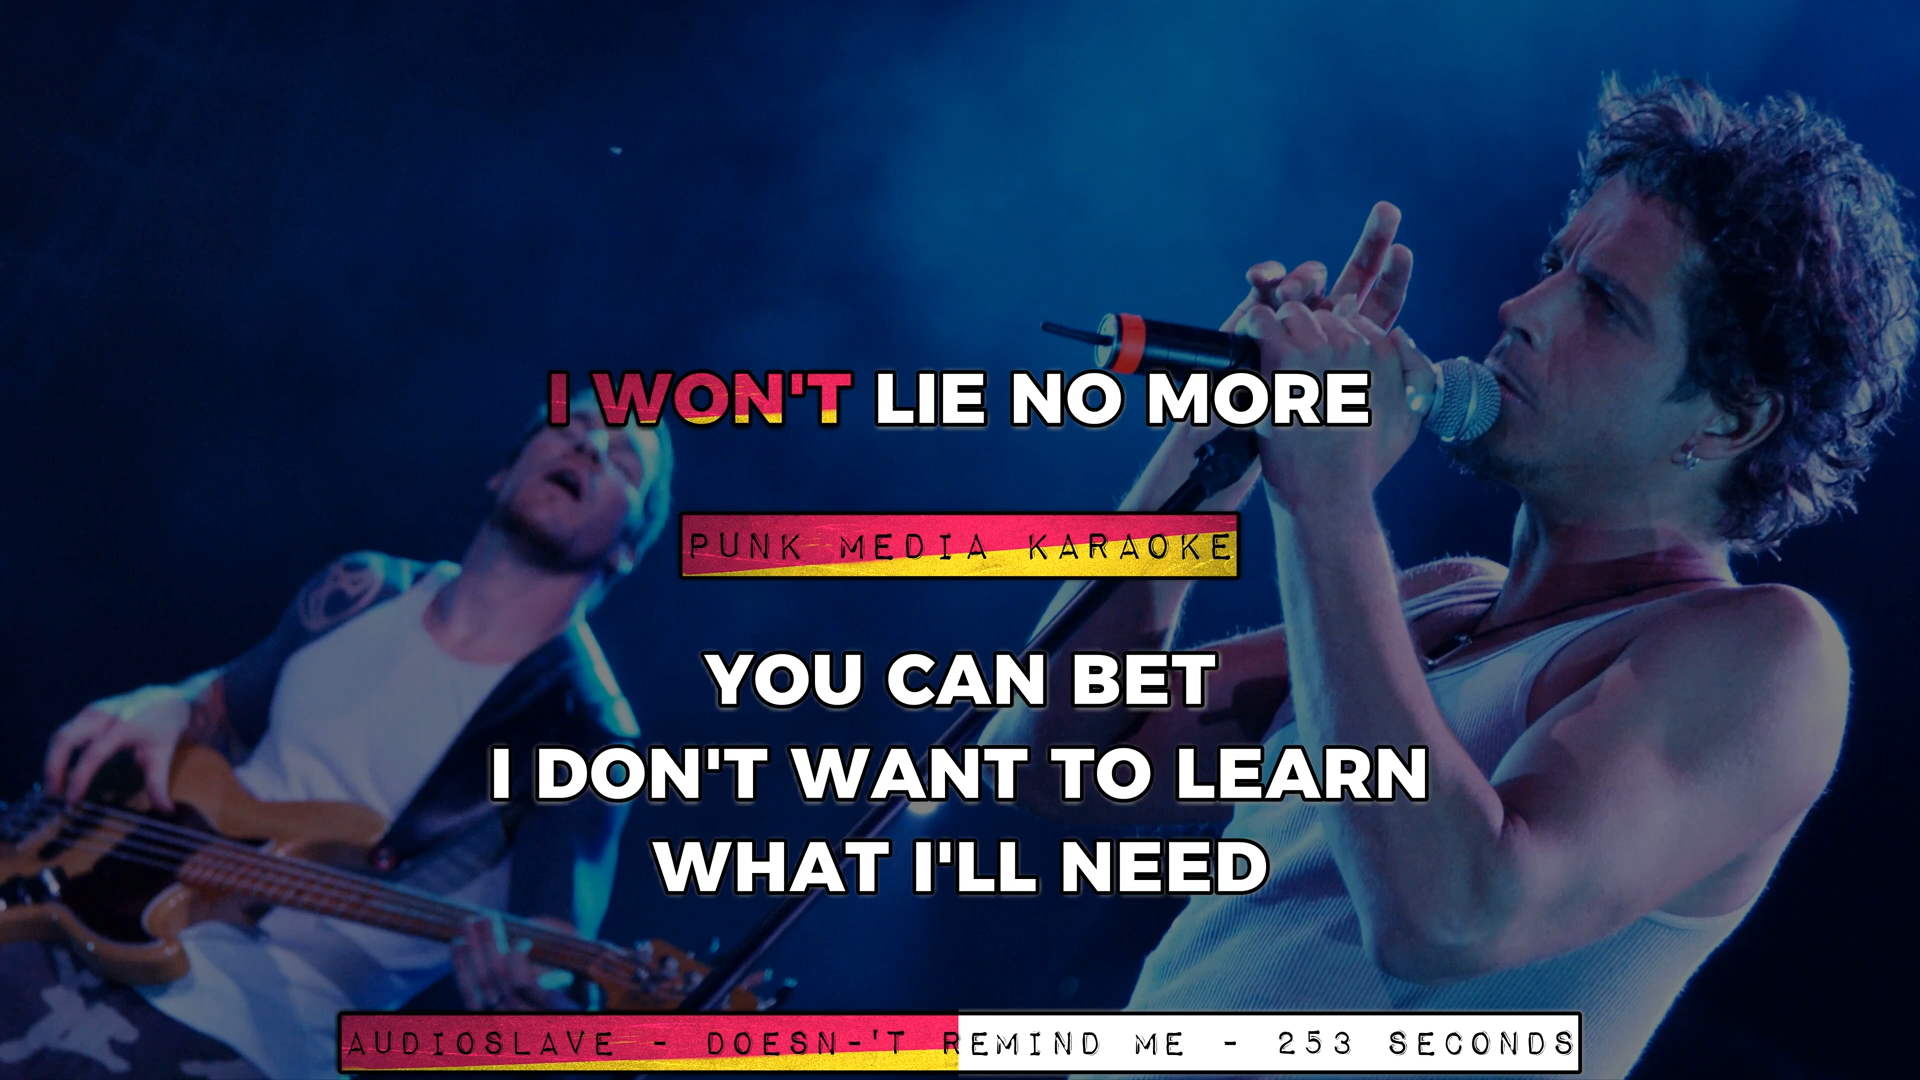 I WON'T LIE NO MORE
PUNK MEDIA KARAOKE
YOU CAN BET
I DON'T WANT TO LEARN
WHAT I'LL NEED
AUDIOSLAVE - DOESN-'T REMIND ME - 253 SECONDS